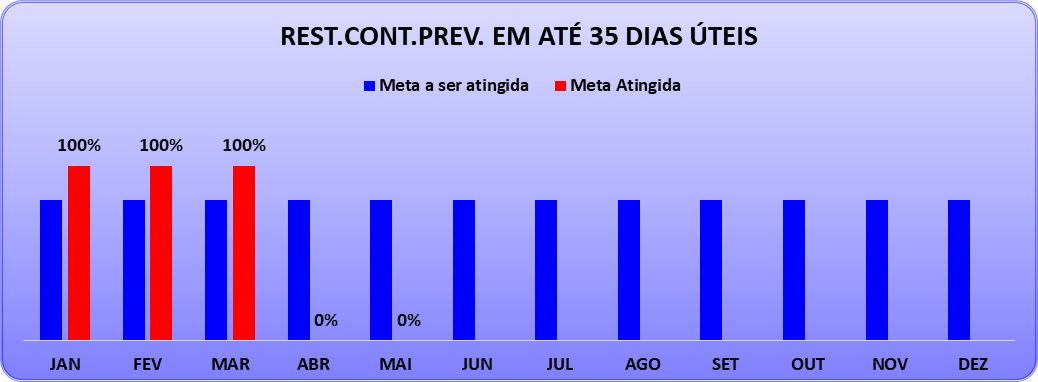 REST.CONT.PREV. EM ATÉ 35 DIAS ÚTEIS
Meta a ser atingida Meta Atingida
100% 100% 100%
0% 0%
JAN FEV MAR ABR MAI JUN JUL AGO SET OUT NOV DEZ